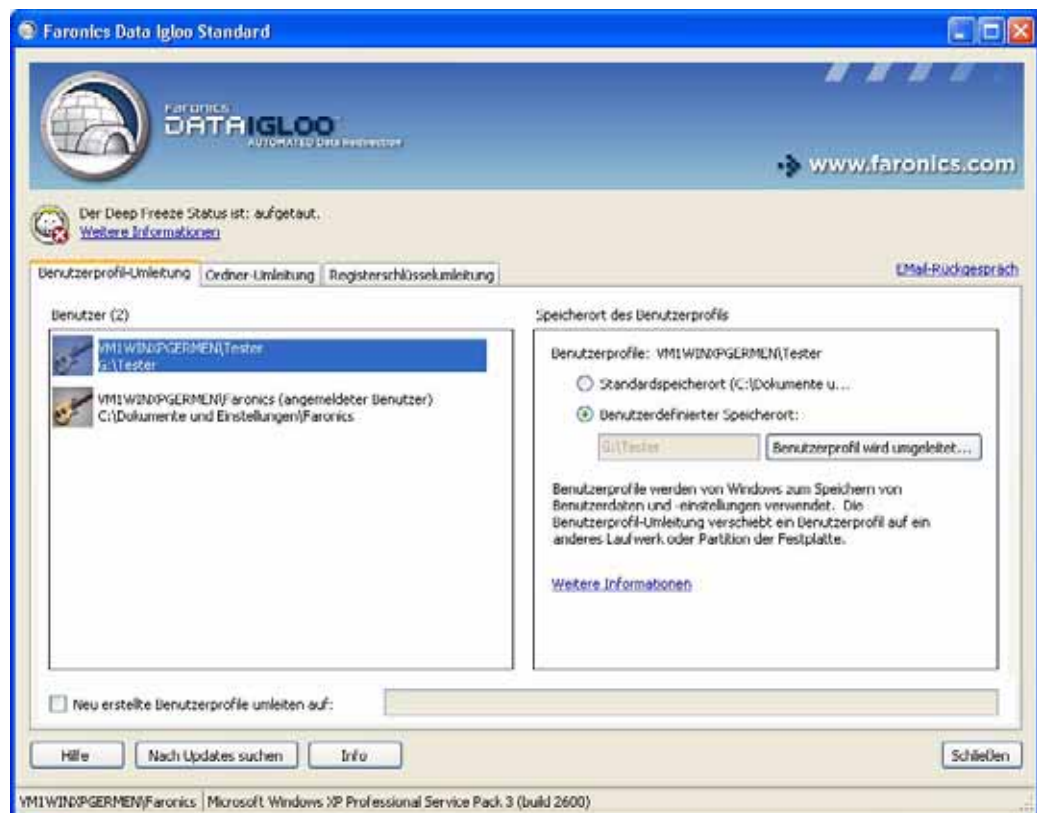 Faronics Data Igloo Standard
Faronics
DATAIGLOO
AUTOMATED Data Redirection
www.faronics.com
Der Deep Freeze Status ist: aufgetaut.
Weitere Informationen
Benutzerprofil-Umleitung
Ordner-Umleitung
Registerschlüsselumleitung
EMail-Rückgespräch
Benutzer (2)
VM1WINXPGERMEN\Tester
G:\Tester
VM1WINXPGERMEN\Faronics (angemeldeter Benutzer)
C:\Dokumente und Einstellungen\Faronics
Speicherort des Benutzerprofils
Benutzerprofile: VM1WINXPGERMEN\Tester
Standardspeicherort (C:\Dokumente u...
Benutzerdefinierter Speicherort:
G:\Tester
Benutzerprofil wird umgeleitet...
Benutzerprofile werden von Windows zum Speichern von
Benutzerdaten und -einstellungen verwendet. Die
Benutzerprofil-Umleitung verschiebt ein Benutzerprofil auf ein
anderes Laufwerk oder Partition der Festplatte.
Weitere Informationen
Neu erstellte Benutzerprofile umleiten auf:
Hilfe
Nach Updates suchen
Info
Schließen
VM1WINXPGERMEN\Faronics
Microsoft Windows XP Professional Service Pack 3 (build 2600)